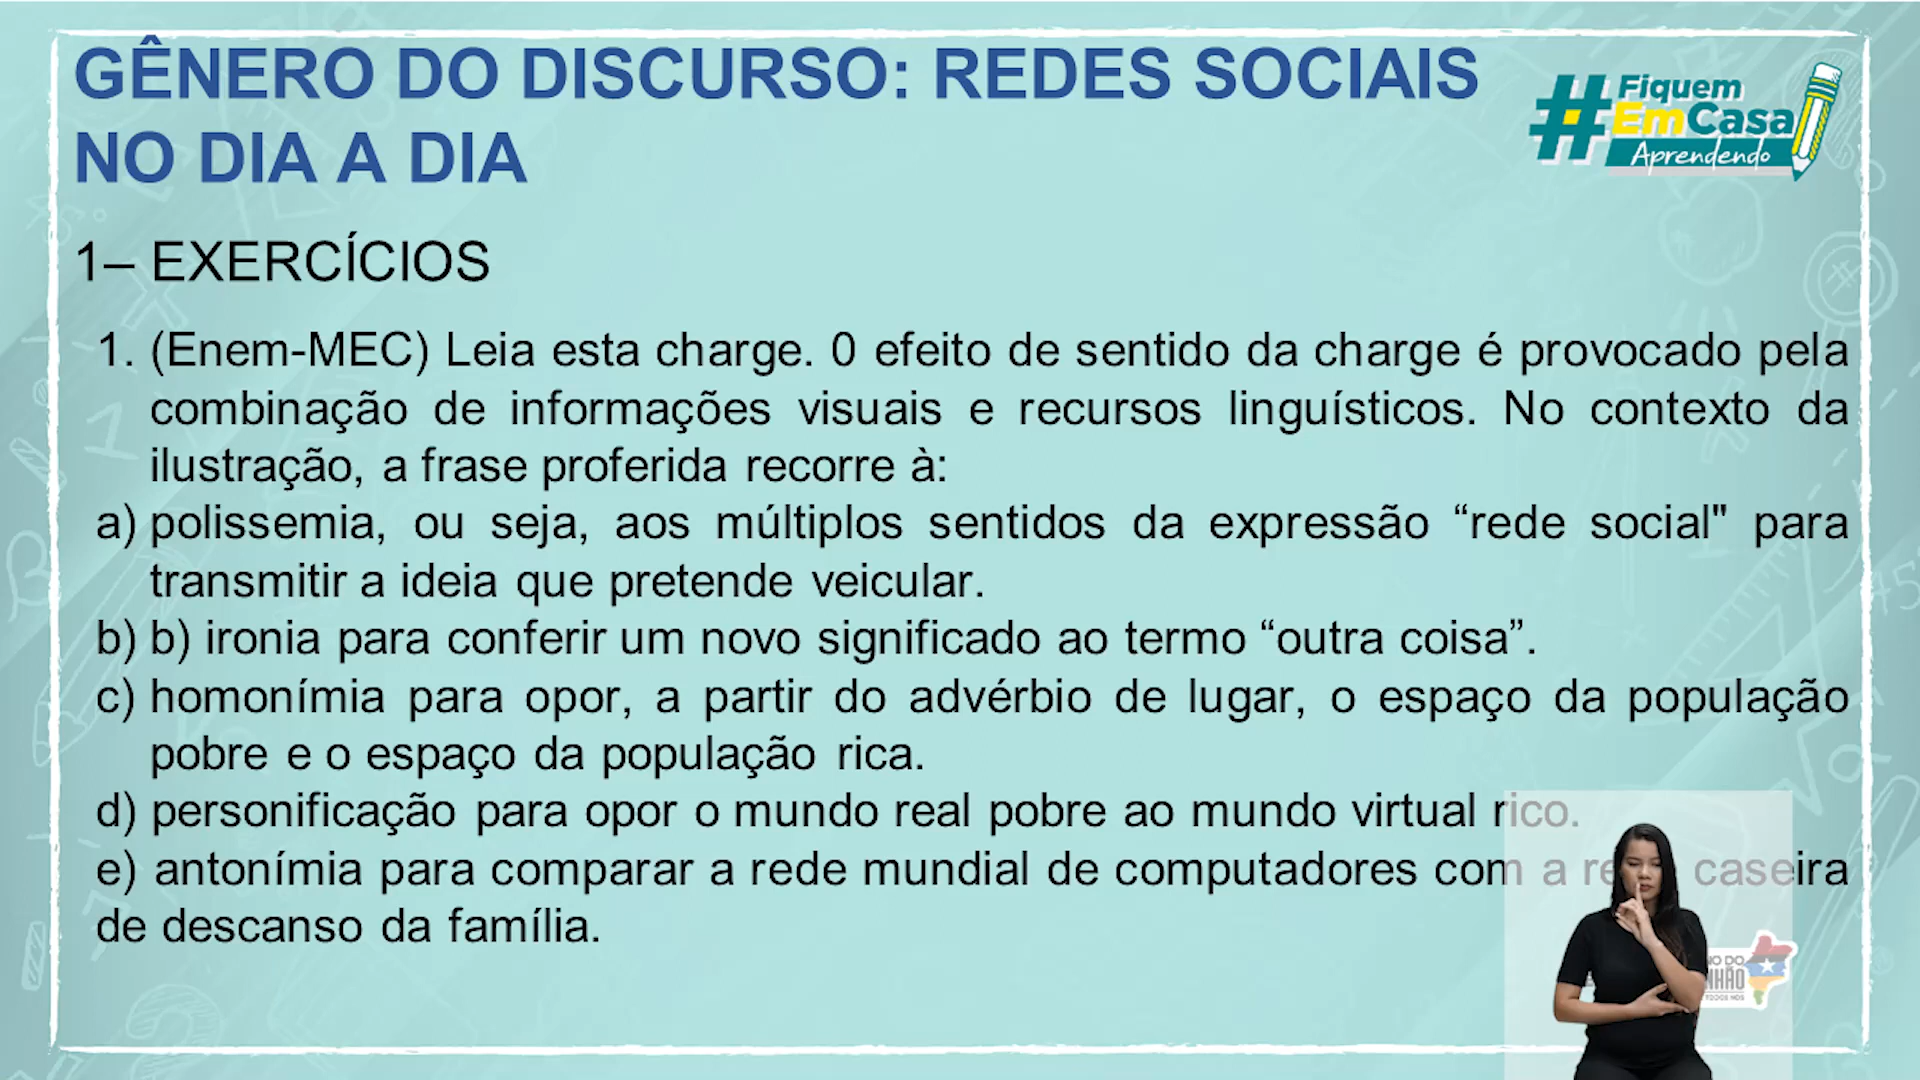 GÊNERO DO DISCURSO: REDES SOCIAIS
NO DIA A DIA
#Fiquem
EmCasa
Aprendendo
1– EXERCÍCIOS
1. (Enem-MEC) Leia esta charge. 0 efeito de sentido da charge é provocado pela
combinação de informações visuais e recursos linguísticos. No contexto da
ilustração, a frase proferida recorre à:
a) polissemia, ou seja, aos múltiplos sentidos da expressão “rede social" para
transmitir a ideia que pretende veicular.
b) b) ironia para conferir um novo significado ao termo “outra coisa”.
c) homonímia para opor, a partir do advérbio de lugar, o espaço da população
pobre e o espaço da população rica.
d) personificação para opor o mundo real pobre ao mundo virtual rico.
e) antonímia para comparar a rede mundial de computadores com a caseira
de descanso da família.
DO
TODOS NÓS